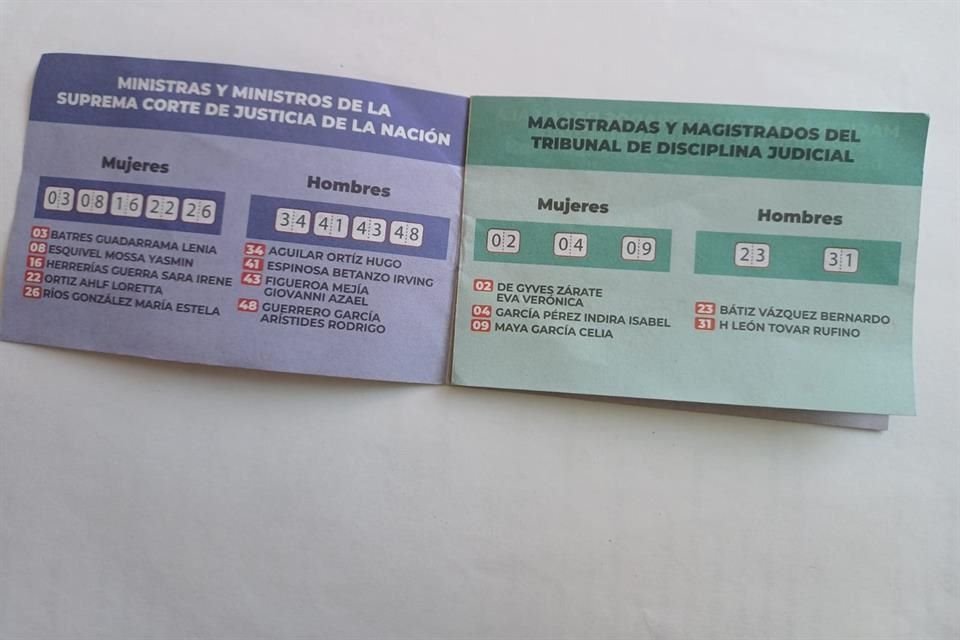 MINISTRAS Y MINISTROS DE LA
SUPREMA CORTE DE JUSTICIA DE LA NACIÓN
Mujeres
03 08 16 22 26
03 BATRES GUADARRAMA LENIA
08 ESQUIVEL MOSSA YASMIN
16 HERRERÍAS GUERRA SARA IRENE
22 ORTIZ AHLF LORETTA
26 RÍOS GONZÁLEZ MARÍA ESTELA
Hombres
34 41 43 48
34 AGUILAR ORTÍZ HUGO
41 ESPINOSA BETANZO IRVING
43 FIGUEROA MEJÍA
GIOVANNI AZAEL
48 GUERRERO GARCÍA
ARÍSTIDES RODRIGO
MAGISTRADAS Y MAGISTRADOS DEL
TRIBUNAL DE DISCIPLINA JUDICIAL
Mujeres
02 04 09
02 DE GYVES ZÁRATE
EVA VERÓNICA
04 GARCÍA PÉREZ INDIRA ISABEL
09 MAYA GARCÍA CELIA
Hombres
23 31
23 BÁTIZ VÁZQUEZ BERNARDO
31 H LEÓN TOVAR RUFINO